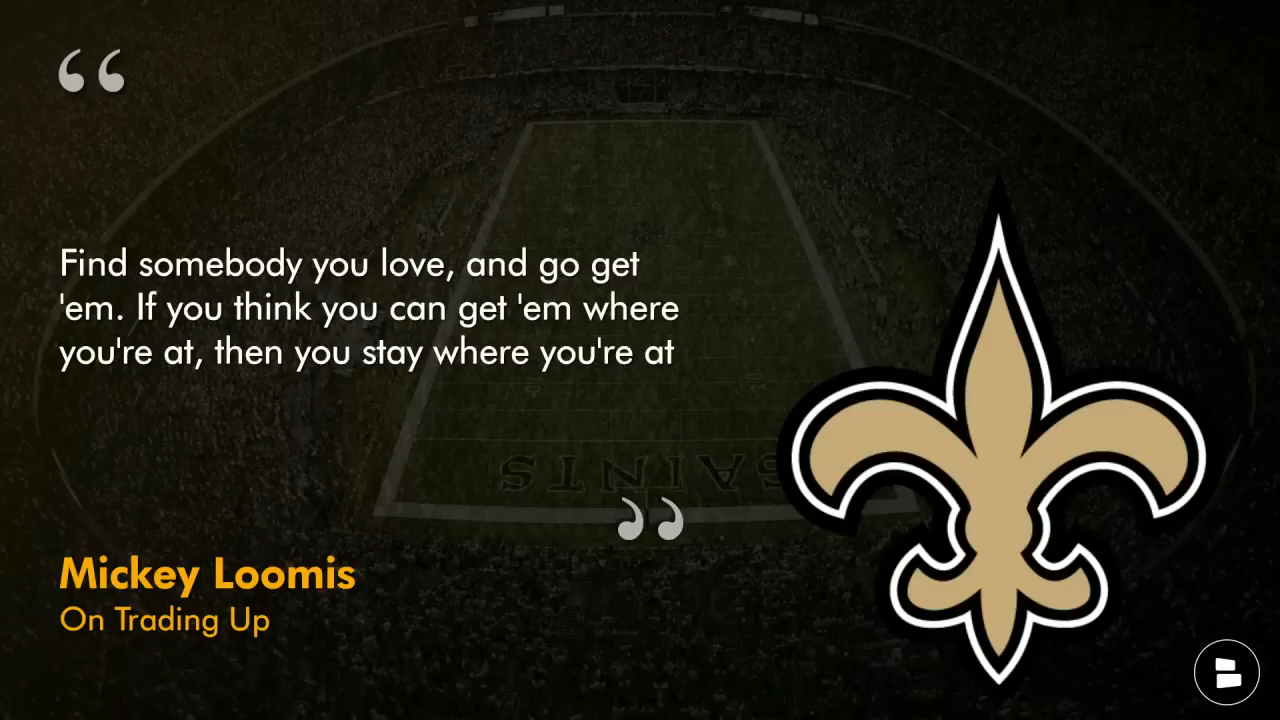 “
Find somebody you love, and go get
'em. If you think you can get 'em where
you're at, then you stay where you're at
SAINTS
”
Mickey Loomis
On Trading Up